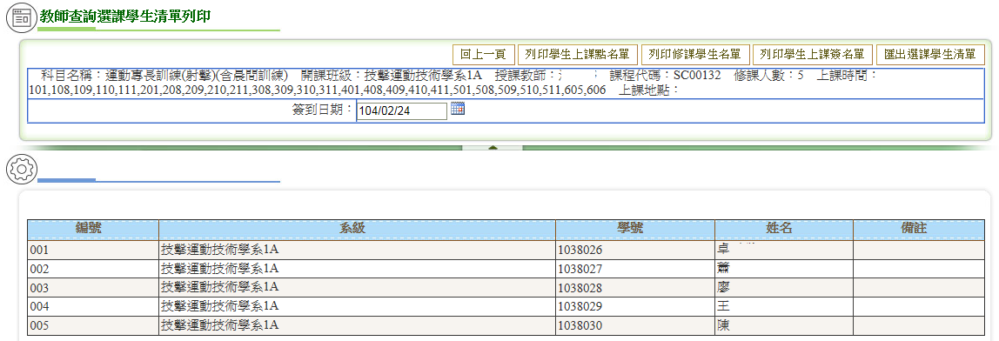 教師查詢選課學生清單列印
回上一頁 列印學生上課點名單 列印修課學生名單 列印學生上課簽名單 匯出選課學生清單
科目名稱：運動專長訓練(射擊)(含晨間訓練) 開課班級：技擊運動技術學系1A 授課教師： 課程代碼：SC00132 修課人數：5 上課時間：
101,108,109,110,111,201,208,209,210,211,308,309,310,311,401,408,409,410,411,501,508,509,510,511,605,606 上課地點：
簽到日期： 104/02/24
編號 系級 學號 姓名 備註
001 技擊運動技術學系1A 1038026 卓
002 技擊運動技術學系1A 1038027 蕭
003 技擊運動技術學系1A 1038028 廖
004 技擊運動技術學系1A 1038029 王
005 技擊運動技術學系1A 1038030 陳